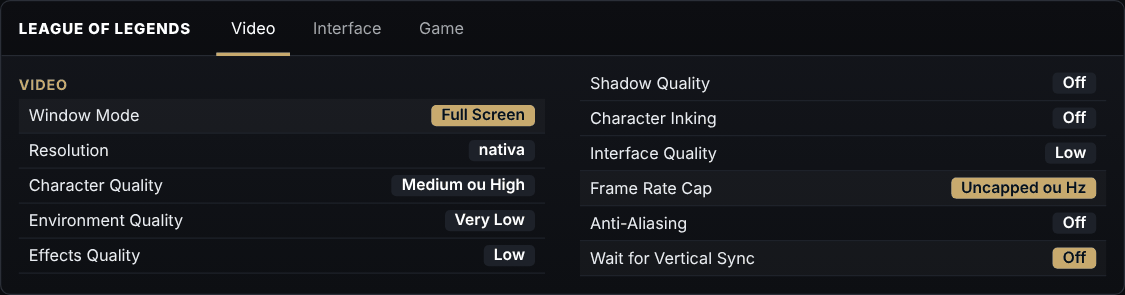 LEAGUE OF LEGENDS Video Interface Game
VIDEO
Window Mode Full Screen
Resolution nativa
Character Quality Medium ou High
Environment Quality Very Low
Effects Quality Low
Shadow Quality Off
Character Inking Off
Interface Quality Low
Frame Rate Cap Uncapped ou Hz
Anti-Aliasing Off
Wait for Vertical Sync Off